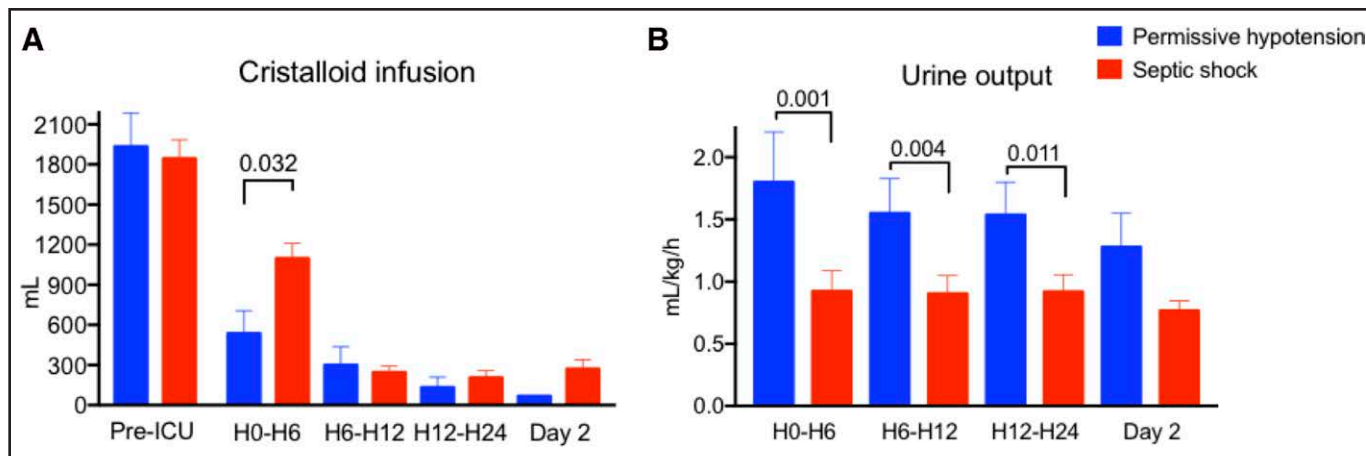 A
Cristalloid infusion
mL
2100
1800
1500
1200
900
600
300
0
0.032
Pre-ICU H0-H6 H6-H12 H12-H24 Day 2
B
Permissive hypotension
Septic shock
Urine output
mL/kg/h
2.0
1.5
1.0
0.5
0.0
0.001
0.004
0.011
H0-H6 H6-H12 H12-H24 Day 2